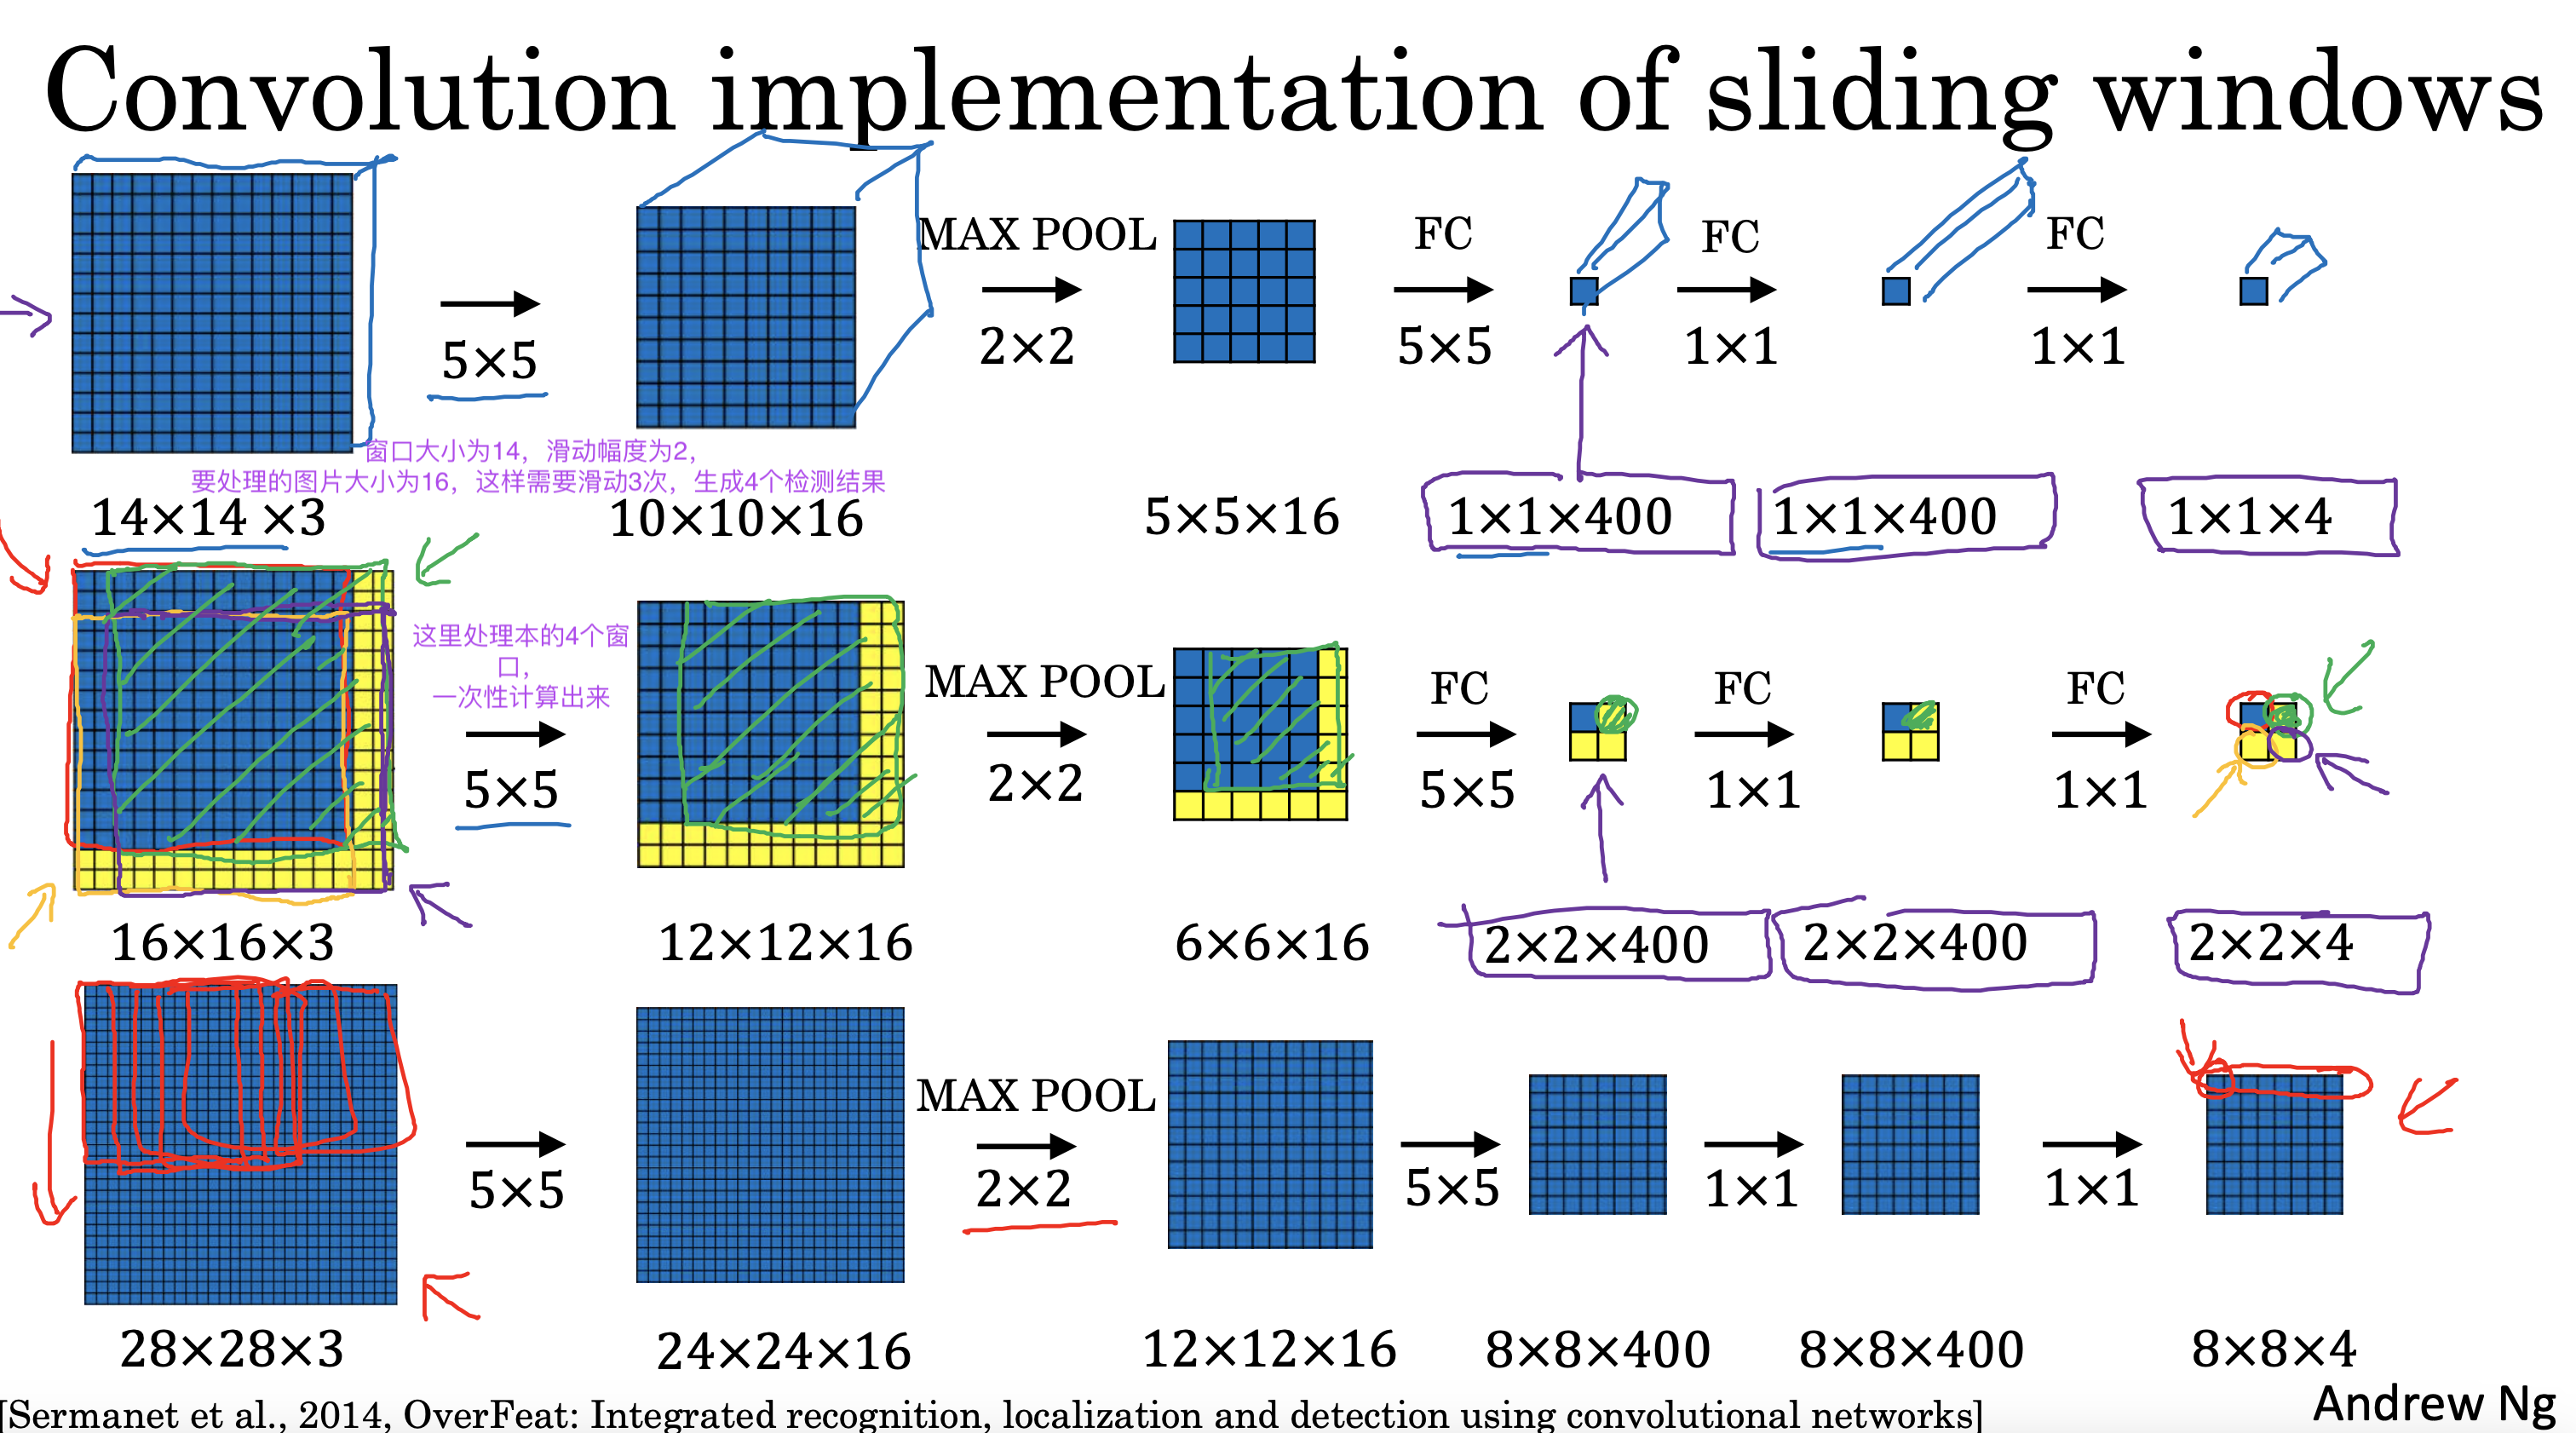 Convolution implementation of sliding windows
MAX POOL
FC
FC
FC
5×5
2×2
5×5
1×1
1×1
窗口大小为14，滑动幅度为2，
要处理的图片大小为16，这样需要滑动3次，生成4个检测结果
14×14 ×3
10×10×16
5×5×16
1×1×400
1×1×400
1×1×4
这里处理本的4个窗
口，
一次性计算出来
MAX POOL
FC
FC
FC
5×5
2×2
5×5
1×1
1×1
16×16×3
12×12×16
6×6×16
2×2×400
2×2×400
2×2×4
MAX POOL
5×5
2×2
5×5
1×1
1×1
28×28×3
24×24×16
12×12×16
8×8×400
8×8×400
8×8×4
[Sermanet et al., 2014, OverFeat: Integrated recognition, localization and detection using convolutional networks]
Andrew Ng